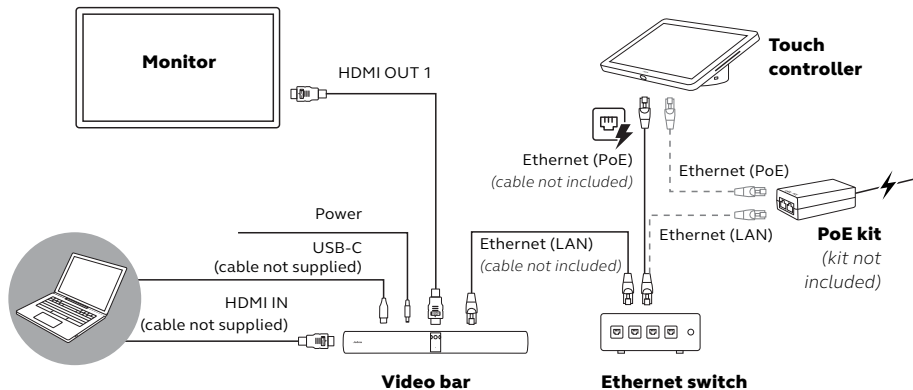 Monitor
HDMI OUT 1
Touch
controller
Ethernet (PoE)
(cable not included)
Ethernet (PoE)
Ethernet (LAN)
PoE kit
(kit not
included)
Power
USB-C
(cable not supplied)
HDMI IN
(cable not supplied)
Ethernet (LAN)
(cable not included)
Video bar
Ethernet switch